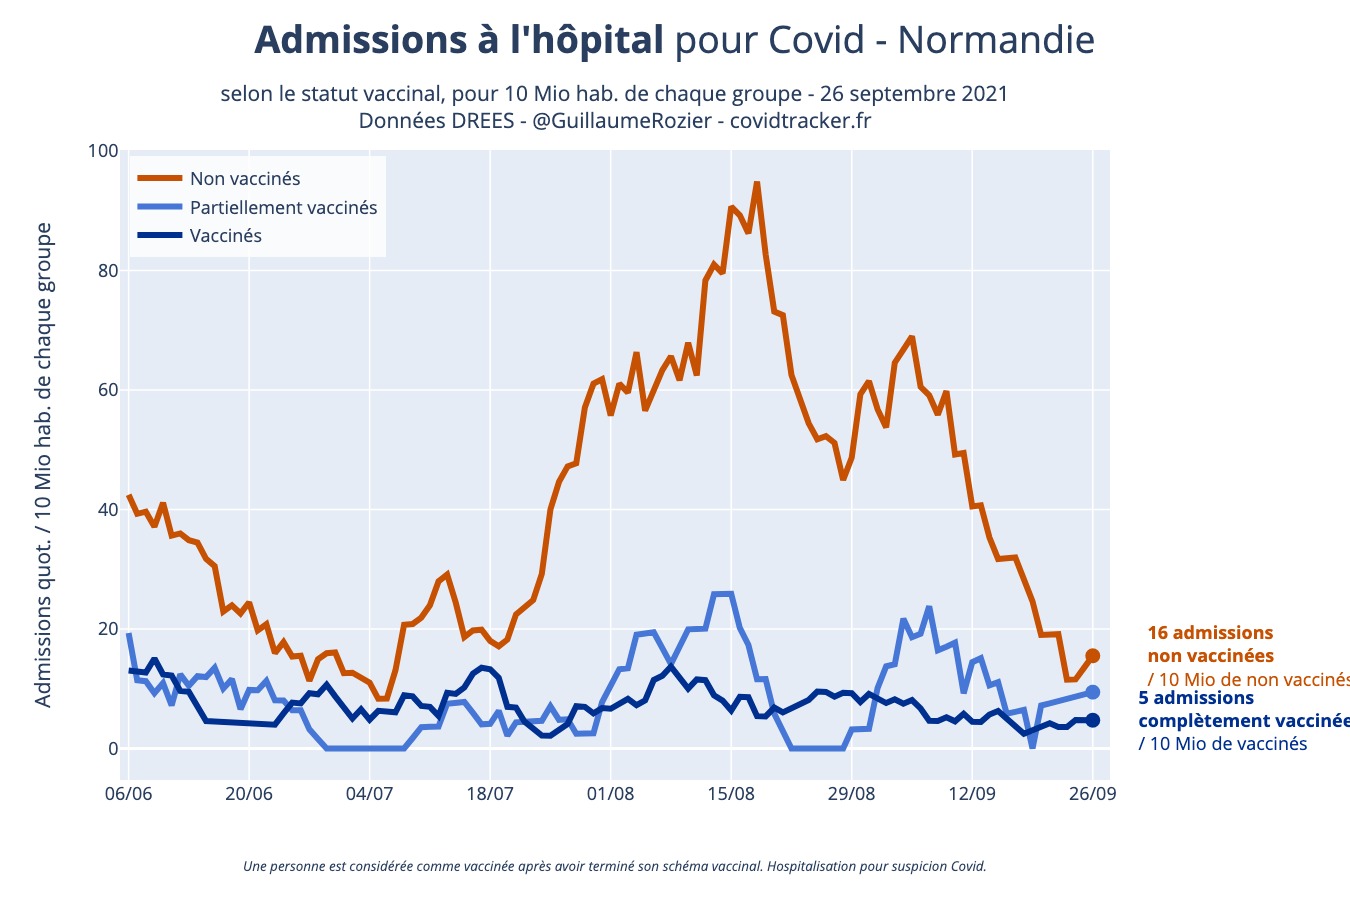 Admissions à l'hôpital pour Covid - Normandie
selon le statut vaccinal, pour 10 Mio hab. de chaque groupe - 26 septembre 2021
Données DREES - @GuillaumeRozier - covidtracker.fr
Admissions quot. / 10 Mio hab. de chaque groupe
100
80
60
40
20
0
Non vaccinés
Partiellement vaccinés
Vaccinés
06/06
20/06
04/07
18/07
01/08
15/08
29/08
12/09
26/09
16 admissions
non vaccinées
/ 10 Mio de non vaccinés
5 admissions
complètement vaccinée
/ 10 Mio de vaccinés
Une personne est considérée comme vaccinée après avoir terminé son schéma vaccinal. Hospitalisation pour suspicion Covid.